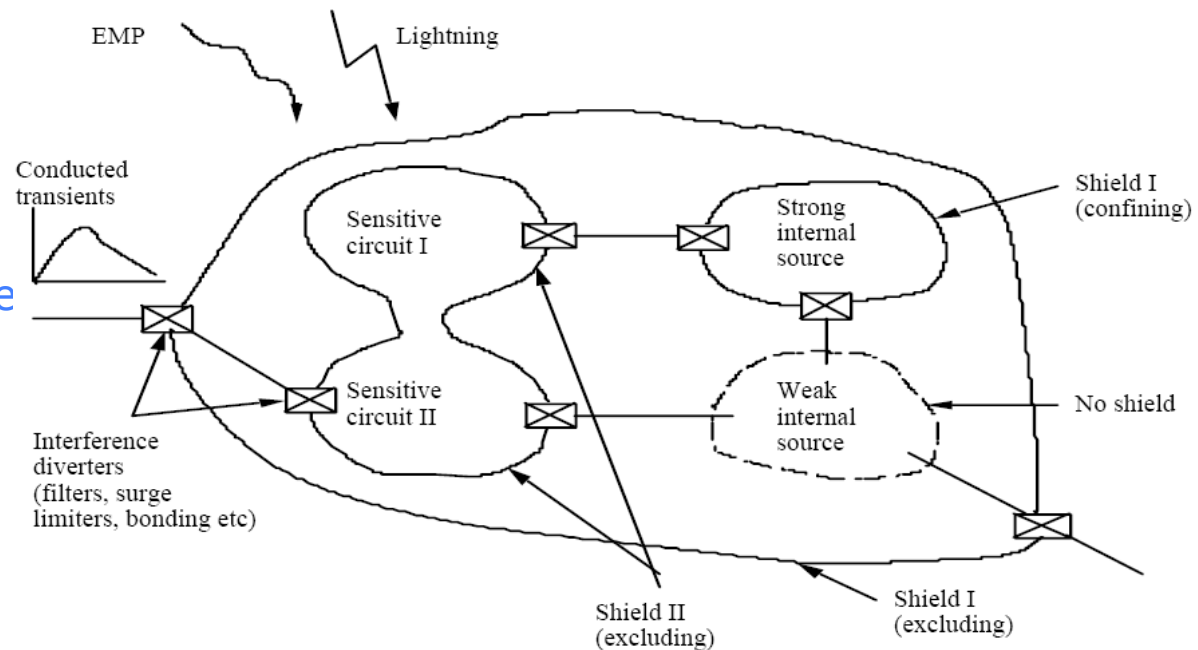 EMP
Lightning
Conducted
transients
Sensitive
circuit I
Strong
internal
source
Shield I
(confining)
e
Sensitive
circuit II
Weak
internal
source
No shield
Interference
diverters
(filters, surge
limiters, bonding etc)
Shield II
(excluding)
Shield I
(excluding)